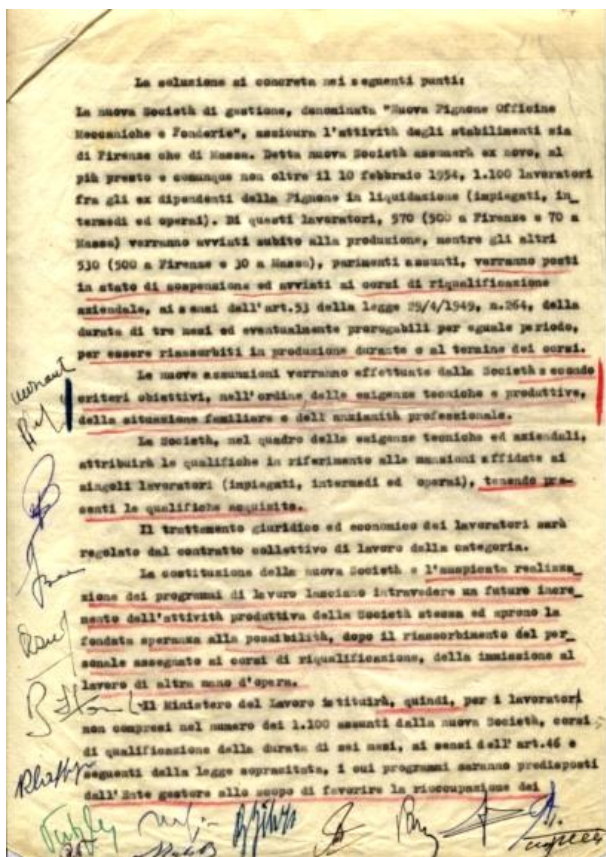 La soluzione si concreta nei seguenti punti:
La nuova Società di gestione, denominata "Nuova Pignone Officine
Meccaniche e Fonderie", assicura l'attività degli stabilimenti sia
di Firenze che di Massa. Detta nuova Società assumerà ex novo, al
più presto e comunque non oltre il 10 febbraio 1954, 1.100 lavoratori
fra gli ex dipendenti della Pignone in liquidazione (impiegati, in_
termedi ed operai). Di questi lavoratori, 570 (500 a Firenze e 70 a
Massa) verranno avviati subito alla produzione, mentre gli altri
530 (500 a Firenze e 30 a Massa), parimenti assunti, verranno posti
in stato di sospensione ed avviati ai corsi di riqualificazione
aziendale, ai sensi dell'art.53 della legge 29/4/1949, n.264, della
durata di tre mesi ed eventualmente prorogabili per eguale periodo,
per essere riassorbiti in produzione durante o al termine dei corsi.
Le nuove assunzioni verranno effettuate dalla Società secondo
criteri obiettivi, nell'ordine delle esigenze tecniche e produttive,
della situazione familiare e dell'anzianità professionale.
La Società, nel quadro delle esigenze tecniche ed aziendali,
attribuirà le qualifiche in riferimento alle mansioni affidate ai
singoli lavoratori (impiegati, intermedi ed operai), tenendo pre_
senti le qualifiche acquisite.
Il trattamento giuridico ed economico dei lavoratori sarà
regolato dal contratto collettivo di lavoro della categoria.
La costituzione della nuova Società e l'auspicata realizza_
zione dei programmi di lavoro lasciano intravedere un futuro incre_
mento dell'attività produttiva della Società stessa ed aprono la
fondata speranza alla possibilità, dopo il riassorbimento del per_
sonale assegnato ai corsi di riqualificazione, della immissione al
lavoro di altra mano d'opera.
Il Ministero del Lavoro istituirà, quindi, per i lavoratori
non compresi nel numero dei 1.100 assunti dalla nuova Società, corsi
di qualificazione della durata di sei mesi, ai sensi dell'art.46 e
seguenti della legge sopracitata, i cui programmi saranno predisposti
dall'Ente gestore allo scopo di favorire la rioccupazione dei